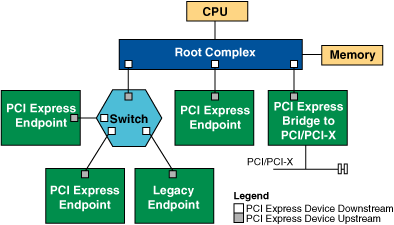 CPU
Root Complex
Memory
PCI Express
Endpoint
Switch
PCI Express
Endpoint
PCI Express
Bridge to
PCI/PCI-X
PCI/PCI-X
PCI Express
Endpoint
Legacy
Endpoint
Legend
PCI Express Device Downstream
PCI Express Device Upstream